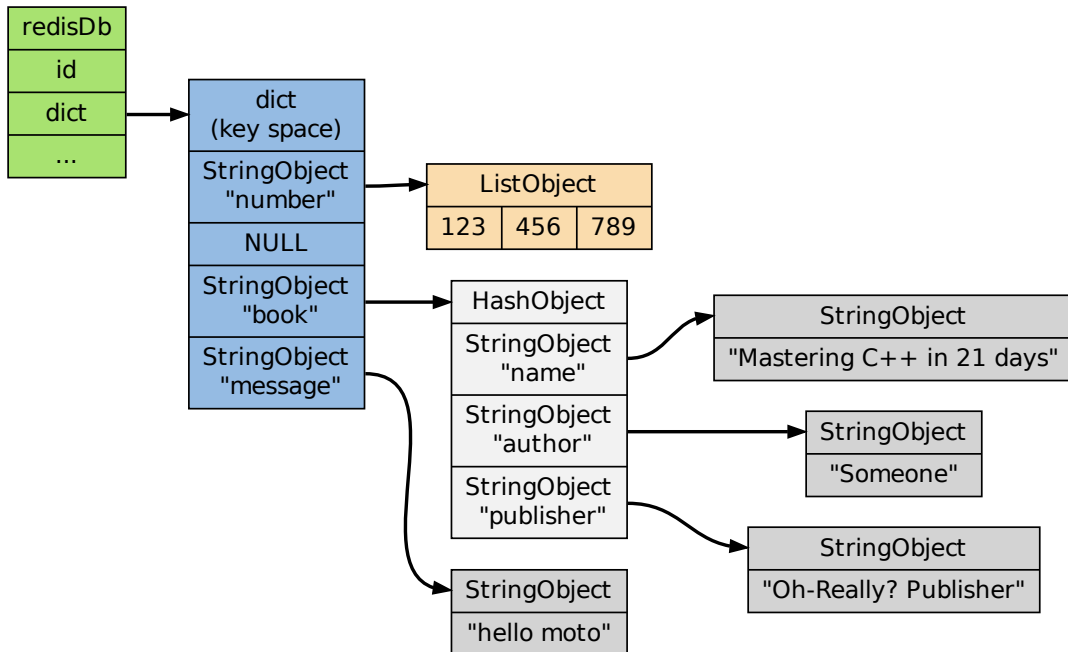 redisDb
id
dict
...
dict
(key space)
StringObject
"number"
NULL
StringObject
"book"
StringObject
"message"
ListObject
123 456 789
HashObject
StringObject
"name"
StringObject
"author"
StringObject
"publisher"
StringObject
"Mastering C++ in 21 days"
StringObject
"Someone"
StringObject
"Oh-Really? Publisher"
StringObject
"hello moto"